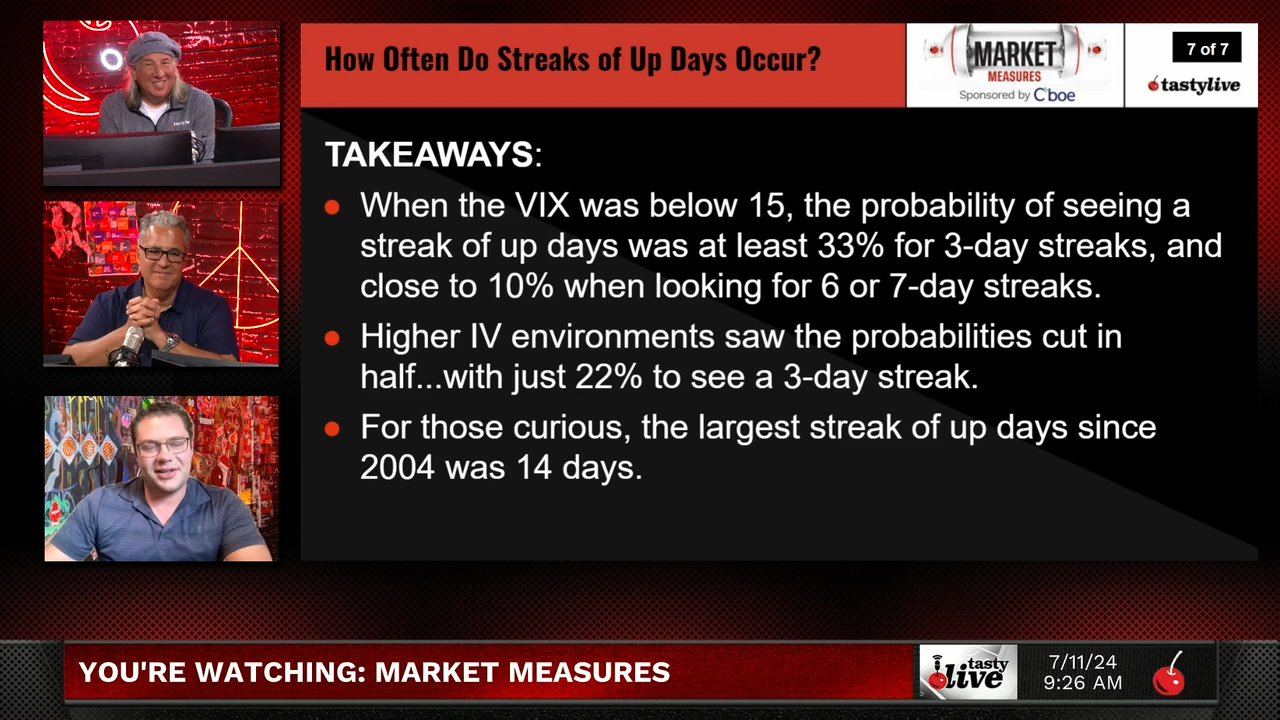 How Often Do Streaks of Up Days Occur?
MARKET
MEASURES
Sponsored by Cboe
7 of 7
tastylive
TAKEAWAYS:
When the VIX was below 15, the probability of seeing a
streak of up days was at least 33% for 3-day streaks, and
close to 10% when looking for 6 or 7-day streaks.
Higher IV environments saw the probabilities cut in
half...with just 22% to see a 3-day streak.
For those curious, the largest streak of up days since
2004 was 14 days.
YOU'RE WATCHING: MARKET MEASURES
tasty
live
7/11/24
9:26 AM